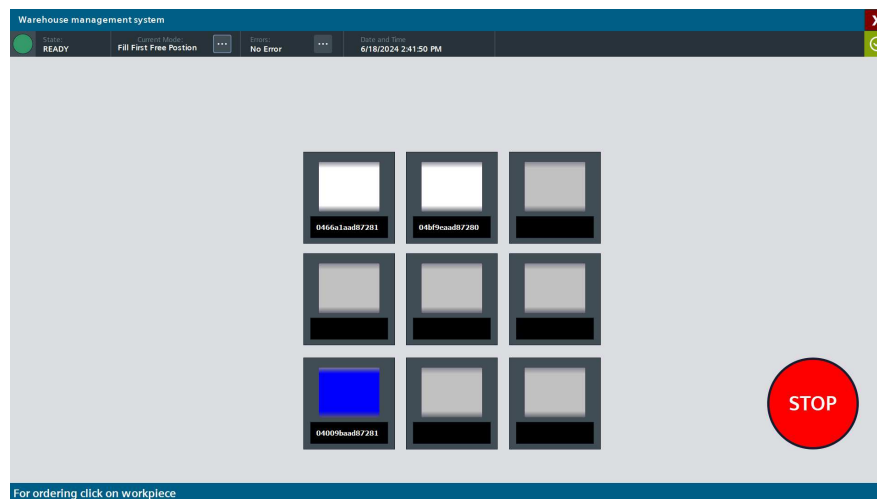 Warehouse management system
State:
READY
Current Mode:
Fill First Free Postion
...
Errors:
No Error
...
Date and Time
6/18/2024 2:41:50 PM
0466a1aad87281
04bf9eaad87280
04009baad87281
STOP
For ordering click on workpiece